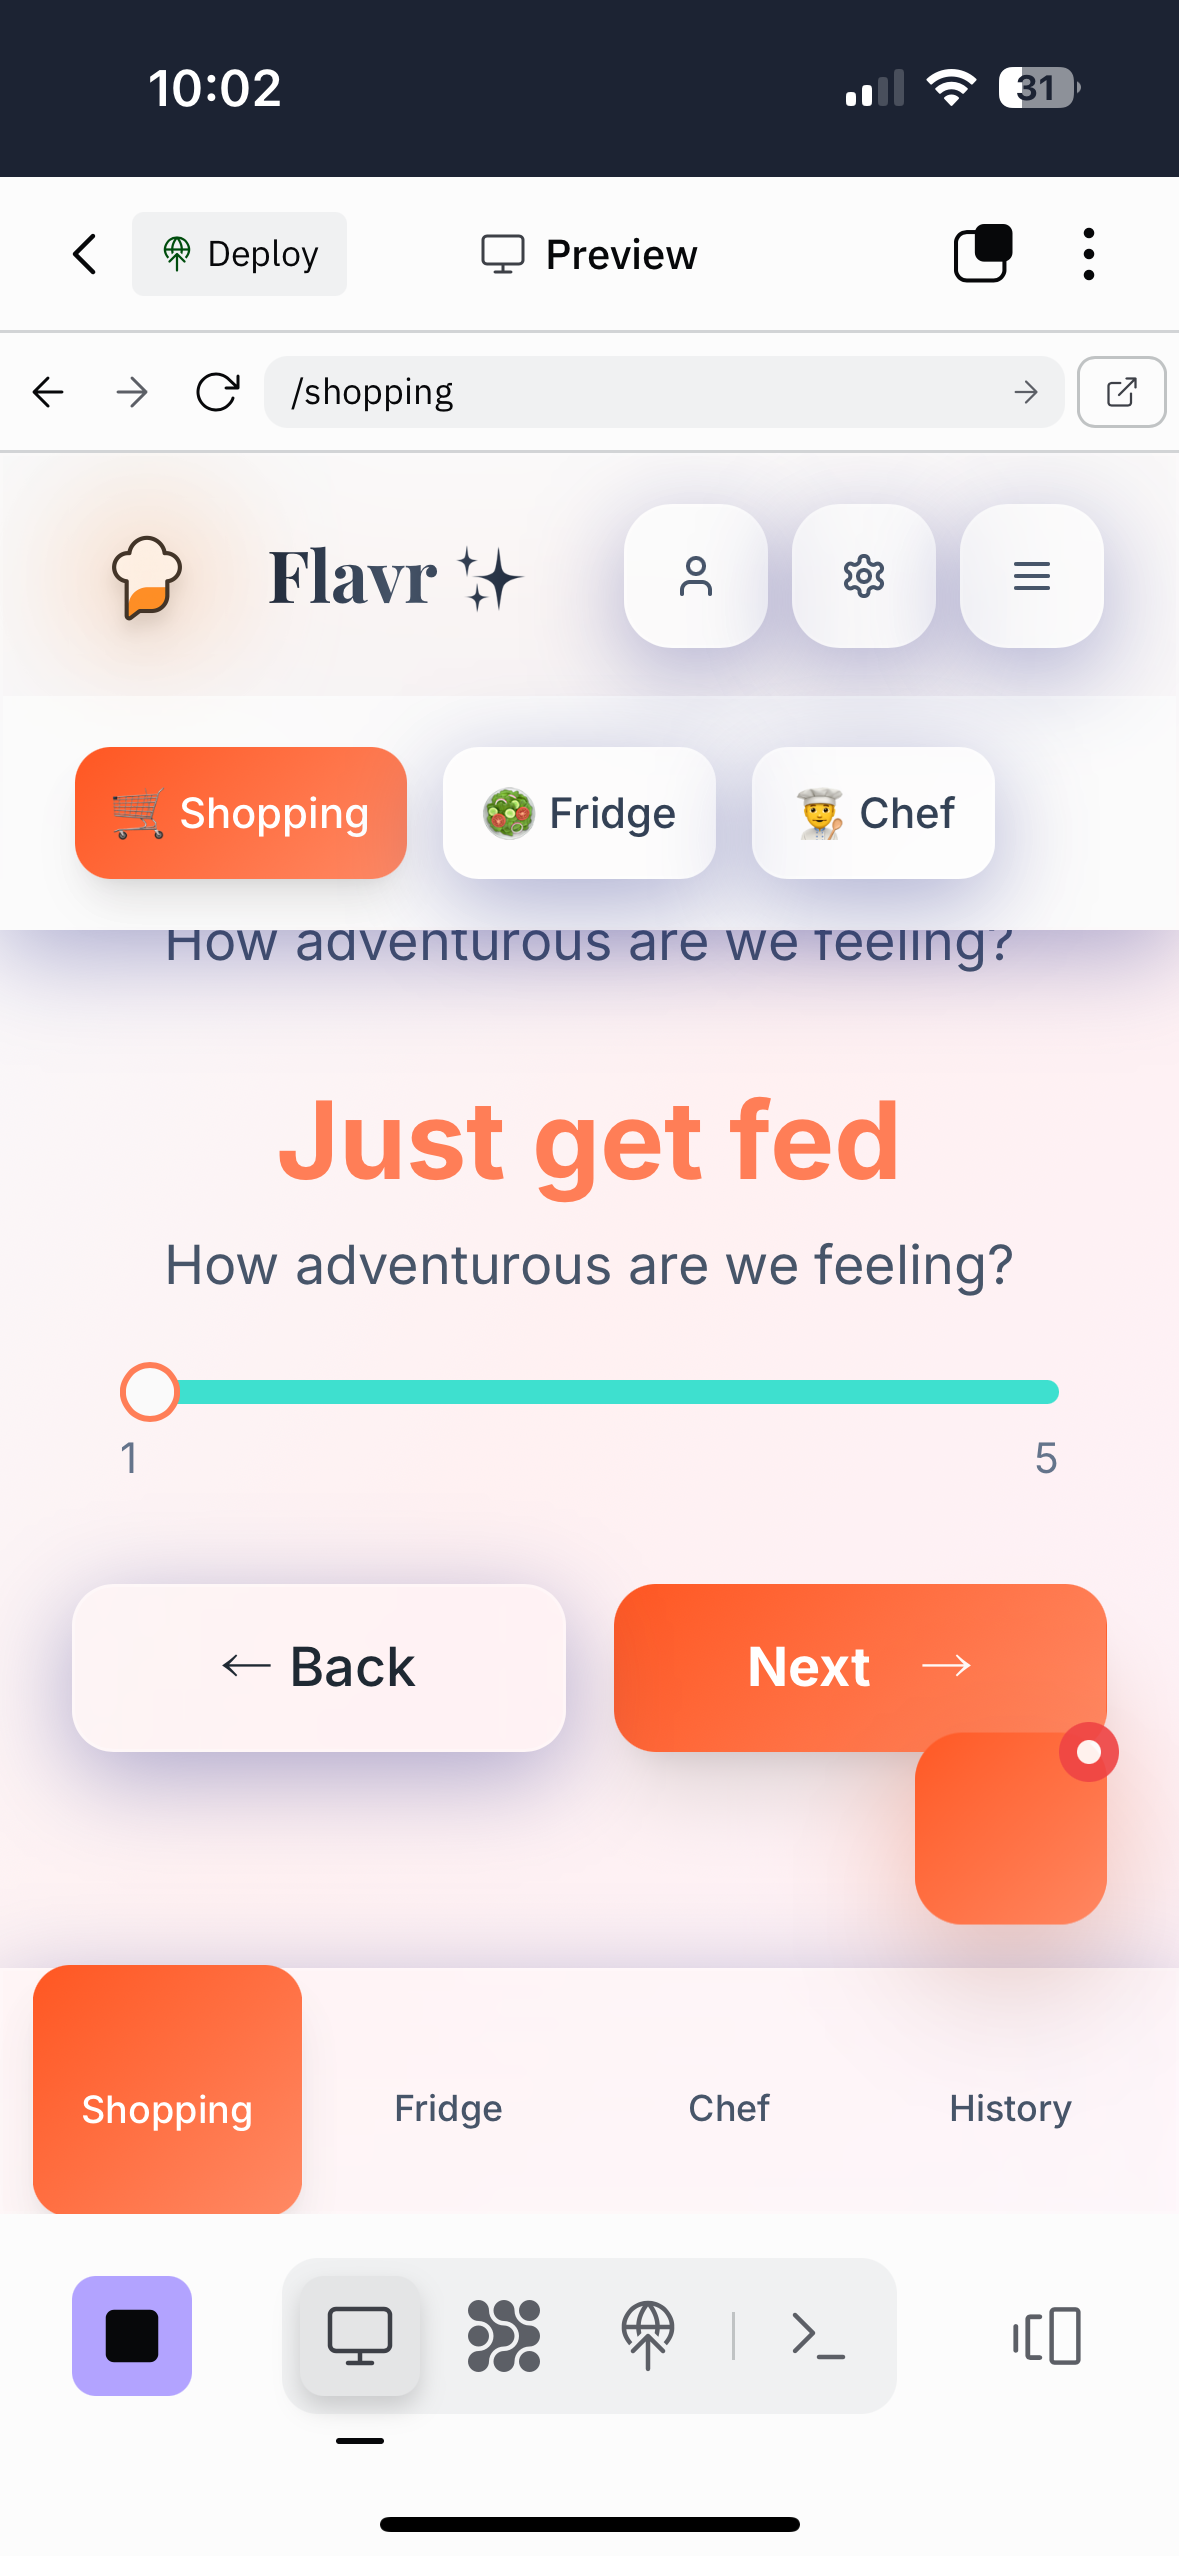 10:02
31
Deploy
Preview
/shopping
Flavr ✨
🛒 Shopping
🥗 Fridge
👨‍🍳 Chef
How adventurous are we feeling?
Just get fed
How adventurous are we feeling?
1
5
← Back
Next →
Shopping
Fridge
Chef
History